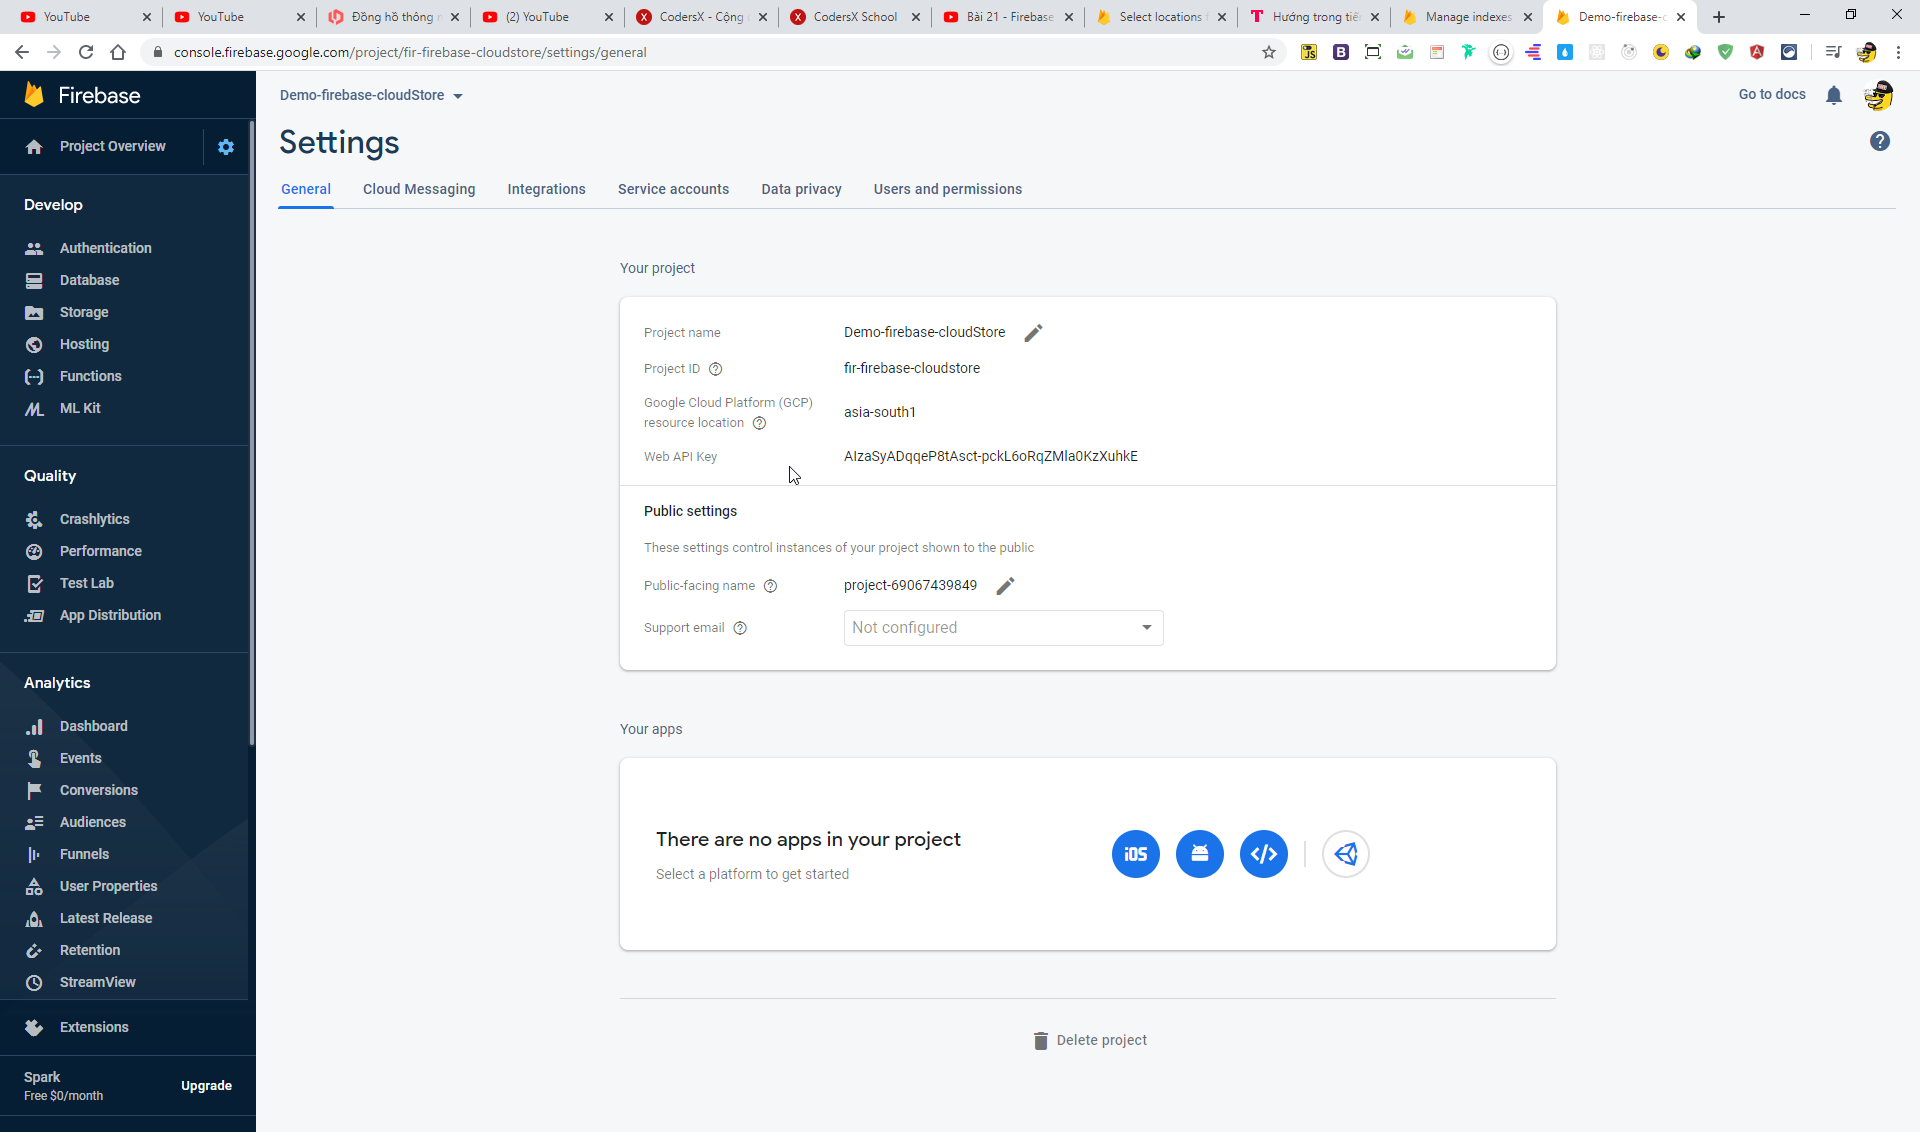 YouTube
YouTube
Đồng hồ thông
(2) YouTube
CodersX - Cộng
CodersX School
Bài 21 - Firebase
Select locations
Hướng trong
Manage indexes
Demo-firebase-
console.firebase.google.com/project/fir-firebase-cloudstore/settings/general
Firebase
Demo-firebase-cloudStore
Go to docs
Project Overview
Settings
General
Cloud Messaging
Integrations
Service accounts
Data privacy
Users and permissions
Develop
Authentication
Database
Storage
Hosting
Functions
ML Kit
Quality
Crashlytics
Performance
Test Lab
App Distribution
Analytics
Dashboard
Events
Conversions
Audiences
Funnels
User Properties
Latest Release
Retention
StreamView
Extensions
Spark
Free $0/month
Upgrade
Your project
Project name
Demo-firebase-cloudStore
Project ID
fir-firebase-cloudstore
Google Cloud Platform (GCP)
resource location
asia-south1
Web API Key
AIzaSyADqqeP8tAsct-pckL6oRqZMla0KzXuhkE
Public settings
These settings control instances of your project shown to the public
Public-facing name
project-69067439849
Support email
Not configured
Your apps
There are no apps in your project
Select a platform to get started
iOS
Delete project